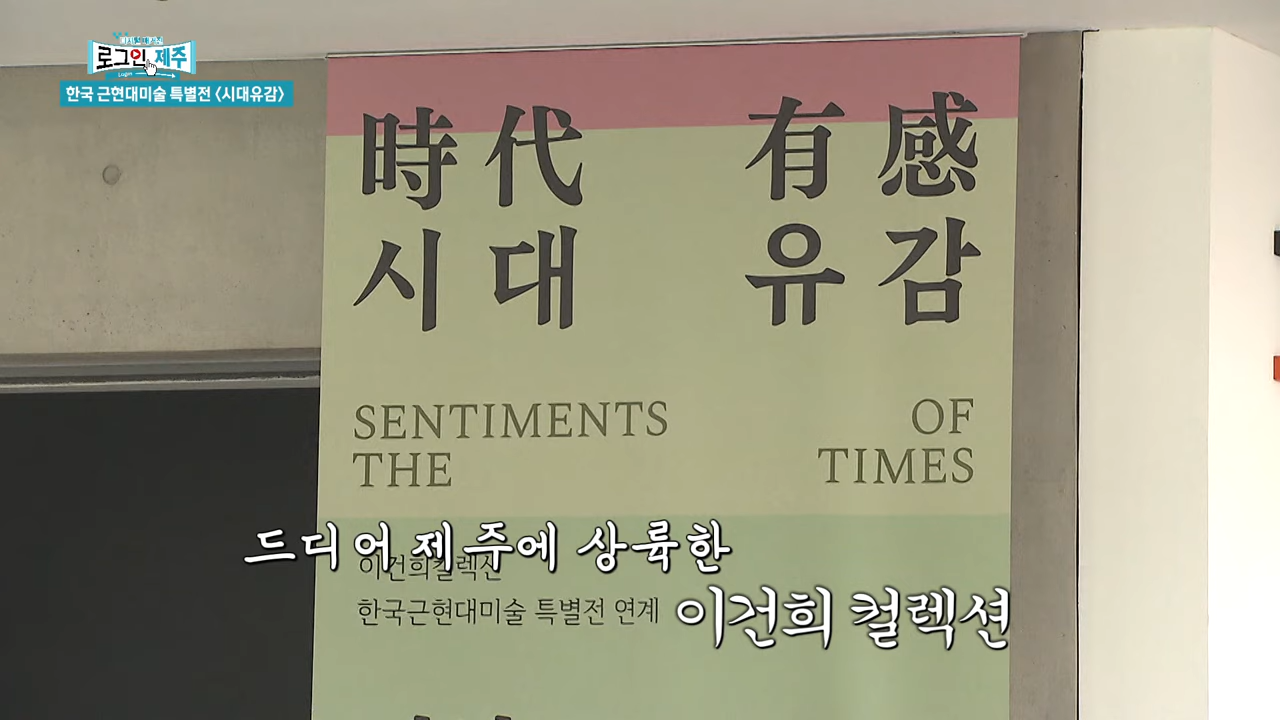 로그인 제주
Login
한국 근현대미술 특별전 〈시대유감〉
時代 有感
시대 유감
SENTIMENTS OF
THE TIMES
드디어 제주에 상륙한
이건희컬렉션
한국근현대미술 특별전 연계
이건희 컬렉션